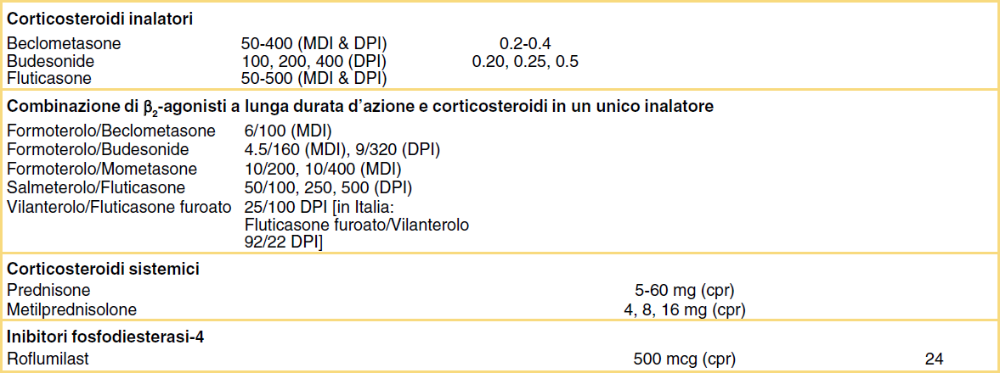 Corticosteroidi inalatori
Beclometasone 50-400 (MDI & DPI) 0.2-0.4
Budesonide 100, 200, 400 (DPI) 0.20, 0.25, 0.5
Fluticasone 50-500 (MDI & DPI)
Combinazione di β2-agonisti a lunga durata d’azione e corticosteroidi in un unico inalatore
Formoterolo/Beclometasone 6/100 (MDI)
Formoterolo/Budesonide 4.5/160 (MDI), 9/320 (DPI)
Formoterolo/Mometasone 10/200, 10/400 (MDI)
Salmeterolo/Fluticasone 50/100, 250, 500 (DPI)
Vilanterolo/Fluticasone furoato 25/100 DPI [in Italia:
Fluticasone furoato/Vilanterolo
92/22 DPI]
Corticosteroidi sistemici
Prednisone 5-60 mg (cpr)
Metilprednisolone 4, 8, 16 mg (cpr)
Inibitori fosfodiesterasi-4
Roflumilast 500 mcg (cpr) 24